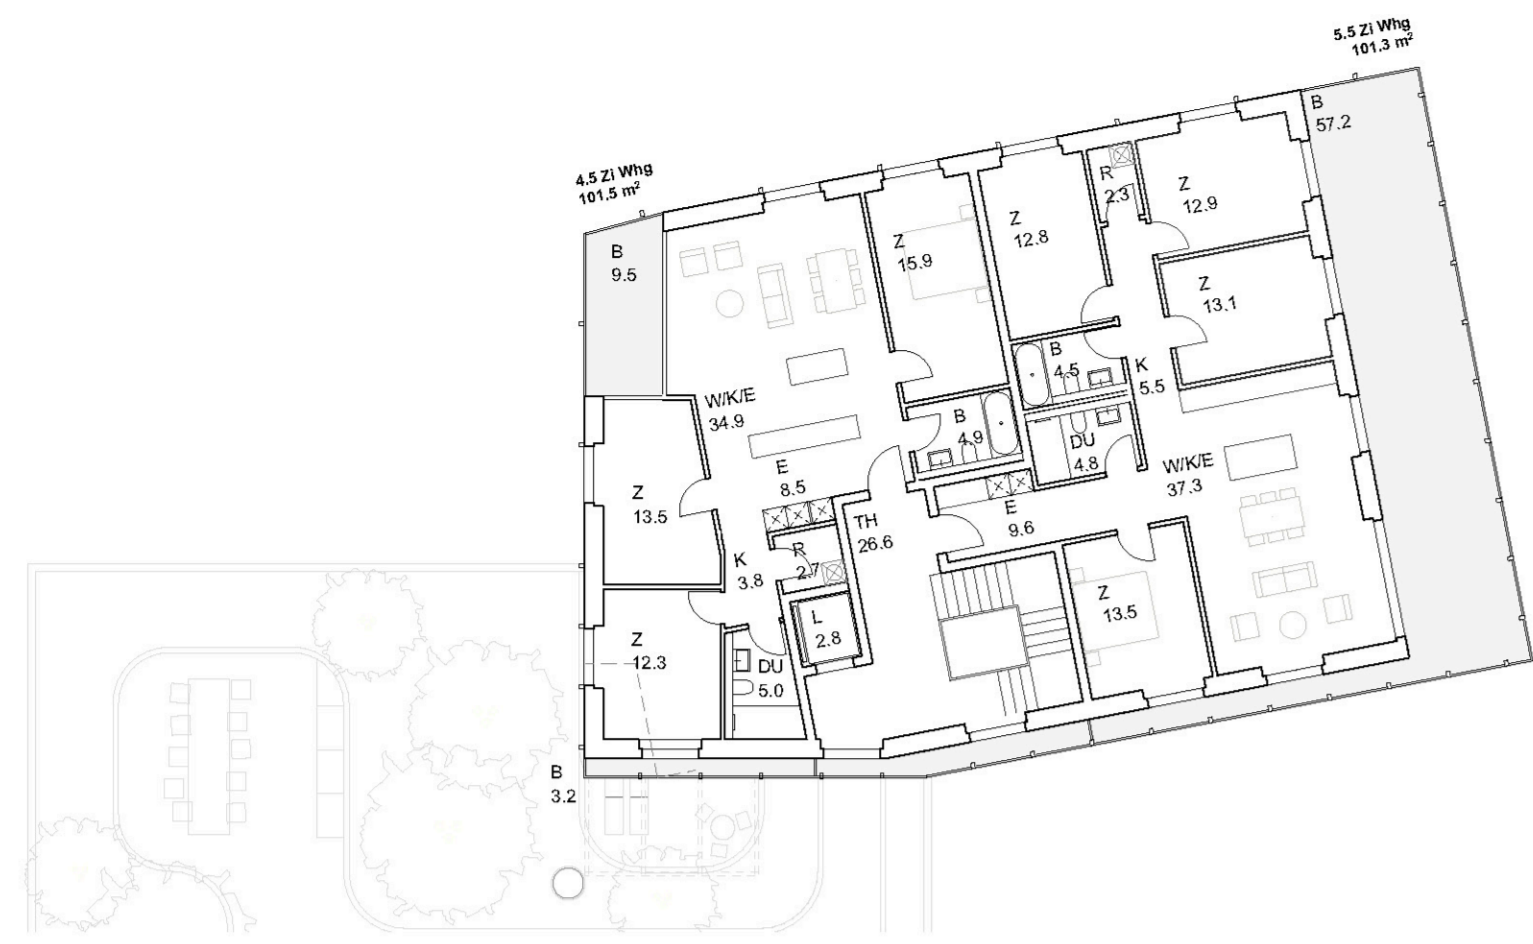 5.5 Zi Whg
101.3 m²
B
57.2
4.5 Zi Whg
101.5 m²
B
9.5
R
2.3
Z
12.9
Z
12.8
Z
15.9
Z
13.1
B
4.5
K
5.5
W/K/E
34.9
B
4.9
DU
4.8
W/K/E
37.3
E
8.5
Z
13.5
TH
26.6
E
9.6
R
2.7
K
3.8
Z
13.5
L
2.8
Z
12.3
DU
5.0
B
3.2